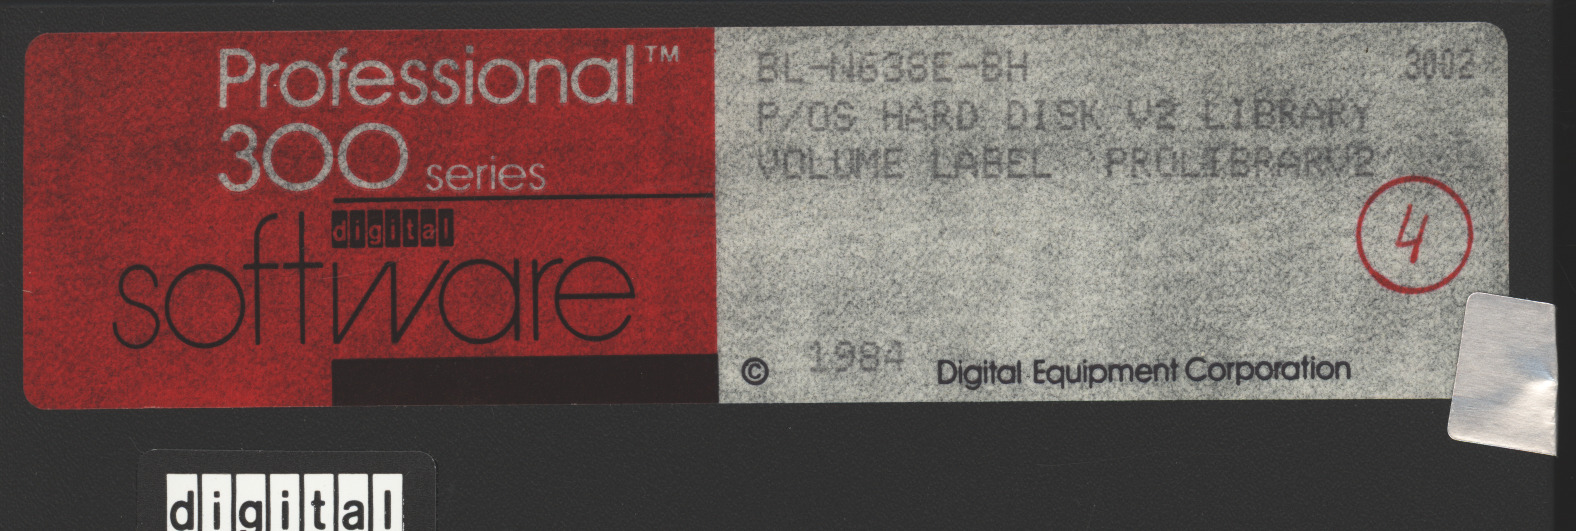 Professional™
300 series
digital
software
BL-N638E-BH 3002
P/OS HARD DISK V2 LIBRARY
VOLUME LABEL PROLIBRARV2
4
© 1984 Digital Equipment Corporation
digital